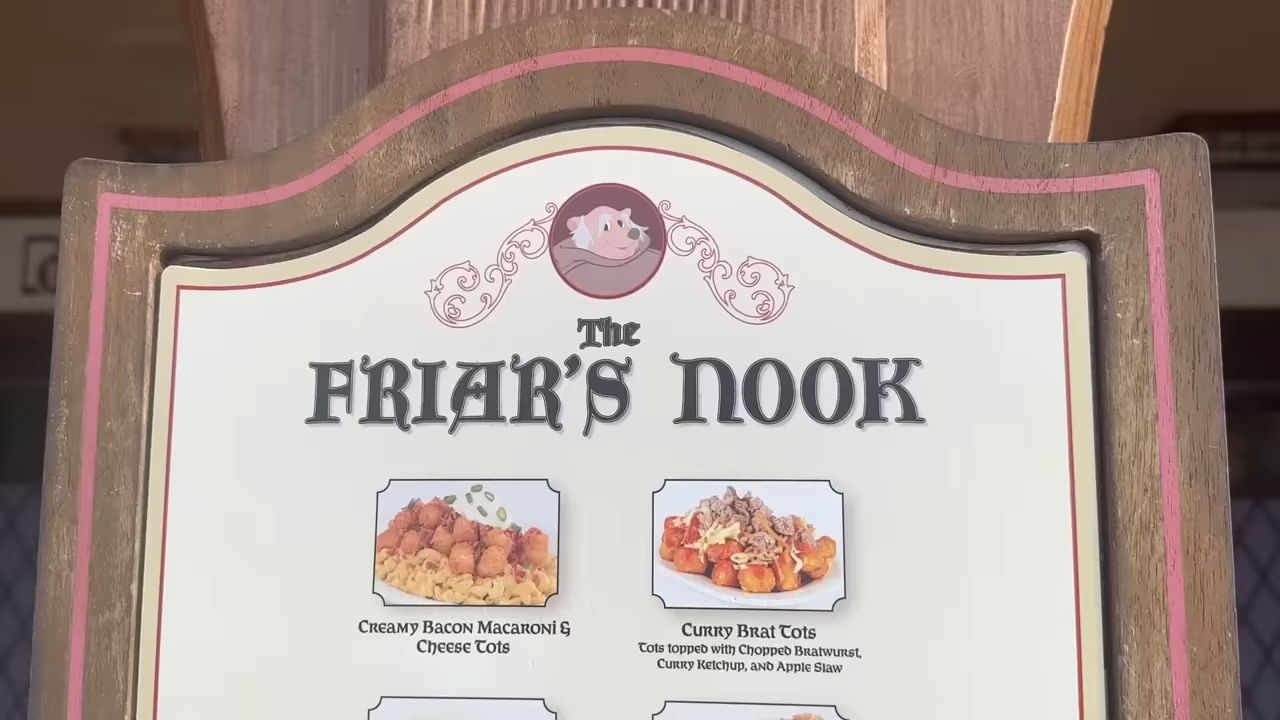 The
FRIAR'S NOOK
Creamy Bacon Macaroni &
Cheese Tots
Curry Brat Tots
Tots topped with Chopped Bratwurst,
Curry Ketchup, and Apple Slaw